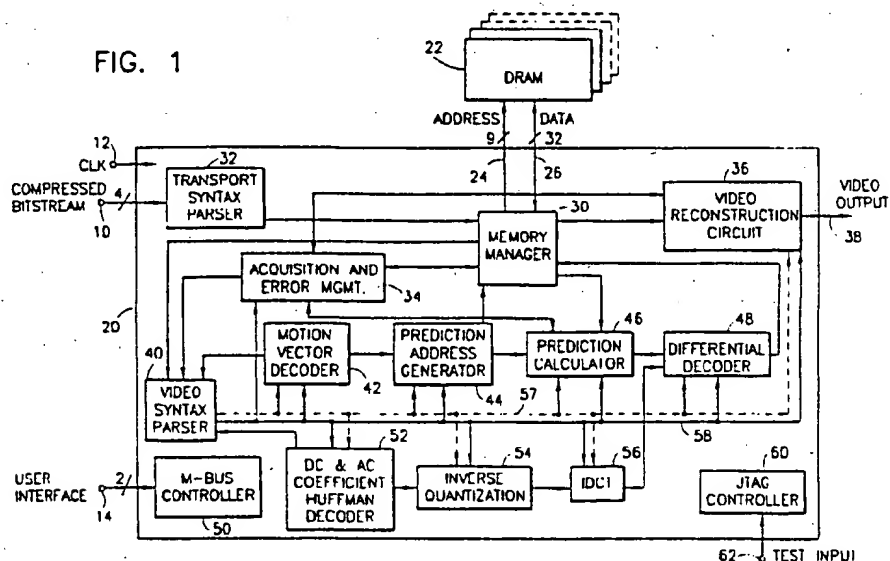 FIG. 1
22
DRAM
ADDRESS
DATA
9
32
24
26
12
CLK
COMPRESSED
BITSTREAM
4
10
32
TRANSPORT
SYNTAX
PARSER
30
MEMORY
MANAGER
36
VIDEO
RECONSTRUCTION
CIRCUIT
VIDEO
OUTPUT
38
ACQUISITION AND
ERROR MGMT.
34
20
40
VIDEO
SYNTAX
PARSER
MOTION
VECTOR
DECODER
42
PREDICTION
ADDRESS
GENERATOR
44
46
PREDICTION
CALCULATOR
48
DIFFERENTIAL
DECODER
57
58
52
DC & AC
COEFFICIENT
HUFFMAN
DECODER
54
INVERSE
QUANTIZATION
56
IDCT
60
JTAG
CONTROLLER
USER
INTERFACE
2
14
M-BUS
CONTROLLER
50
62
TEST INPUT